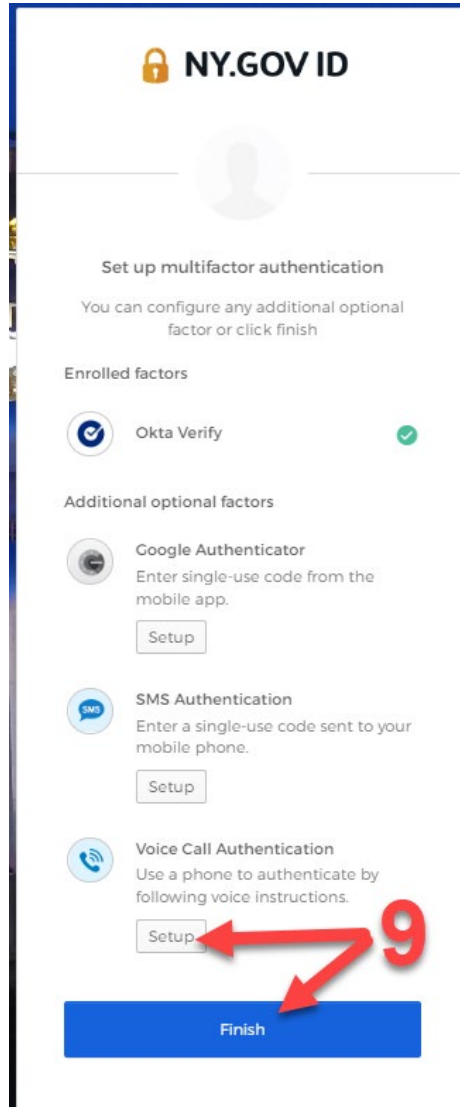 NY.GOV ID
Set up multifactor authentication
You can configure any additional optional
factor or click finish
Enrolled factors
Okta Verify
Additional optional factors
Google Authenticator
Enter single-use code from the
mobile app.
Setup
SMS
SMS Authentication
Enter a single-use code sent to your
mobile phone.
Setup
Voice Call Authentication
Use a phone to authenticate by
following voice instructions.
Setup
9
Finish